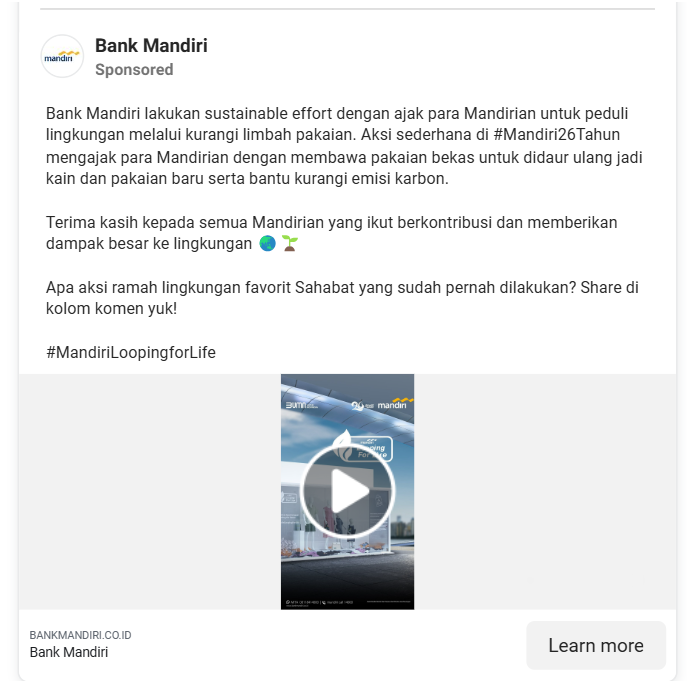 mandiri
Bank Mandiri
Sponsored
Bank Mandiri lakukan sustainable effort dengan ajak para Mandirian untuk peduli
lingkungan melalui kurangi limbah pakaian. Aksi sederhana di #Mandiri26Tahun
mengajak para Mandirian dengan membawa pakaian bekas untuk didaur ulang jadi
kain dan pakaian baru serta bantu kurangi emisi karbon.
Terima kasih kepada semua Mandirian yang ikut berkontribusi dan memberikan
dampak besar ke lingkungan 🌏 🌱
Apa aksi ramah lingkungan favorit Sahabat yang sudah pernah dilakukan? Share di
kolom komen yuk!
#MandiriLoopingforLife
BUMN
mandiri
BANKMANDIRI.CO.ID
Bank Mandiri
Learn more